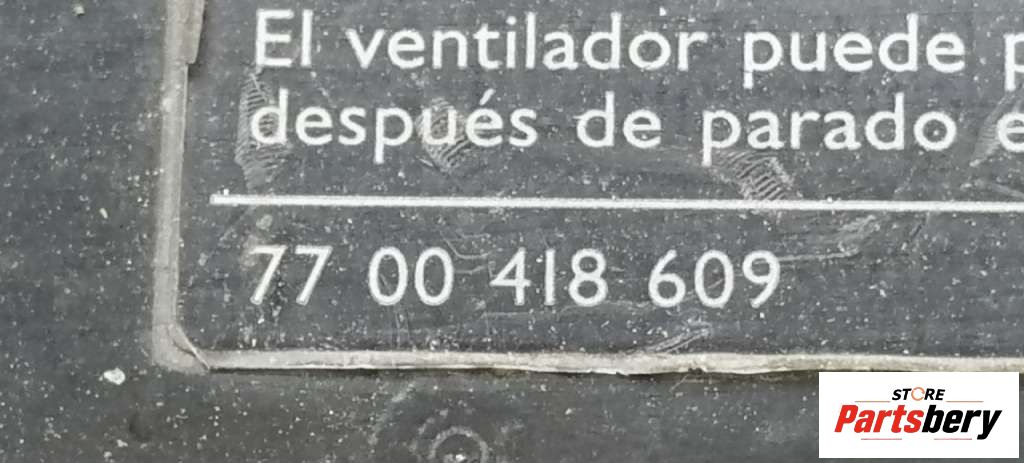 El ventilador puede
después de parado
77 00 418 609
STORE
Partsbery